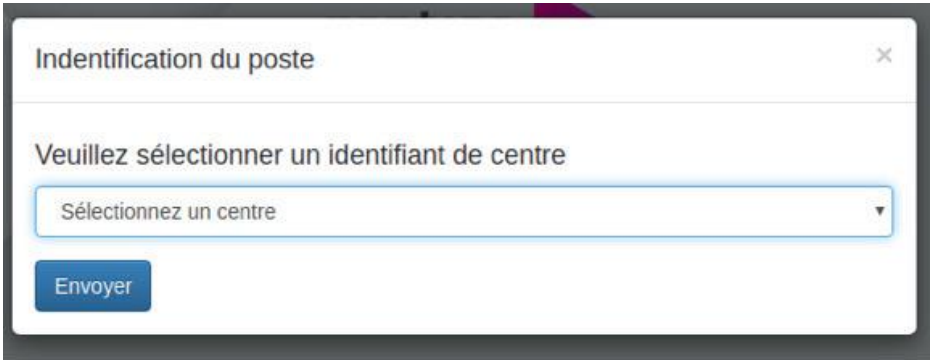 Indentification du poste
×
Veuillez sélectionner un identifiant de centre
Sélectionnez un centre
Envoyer